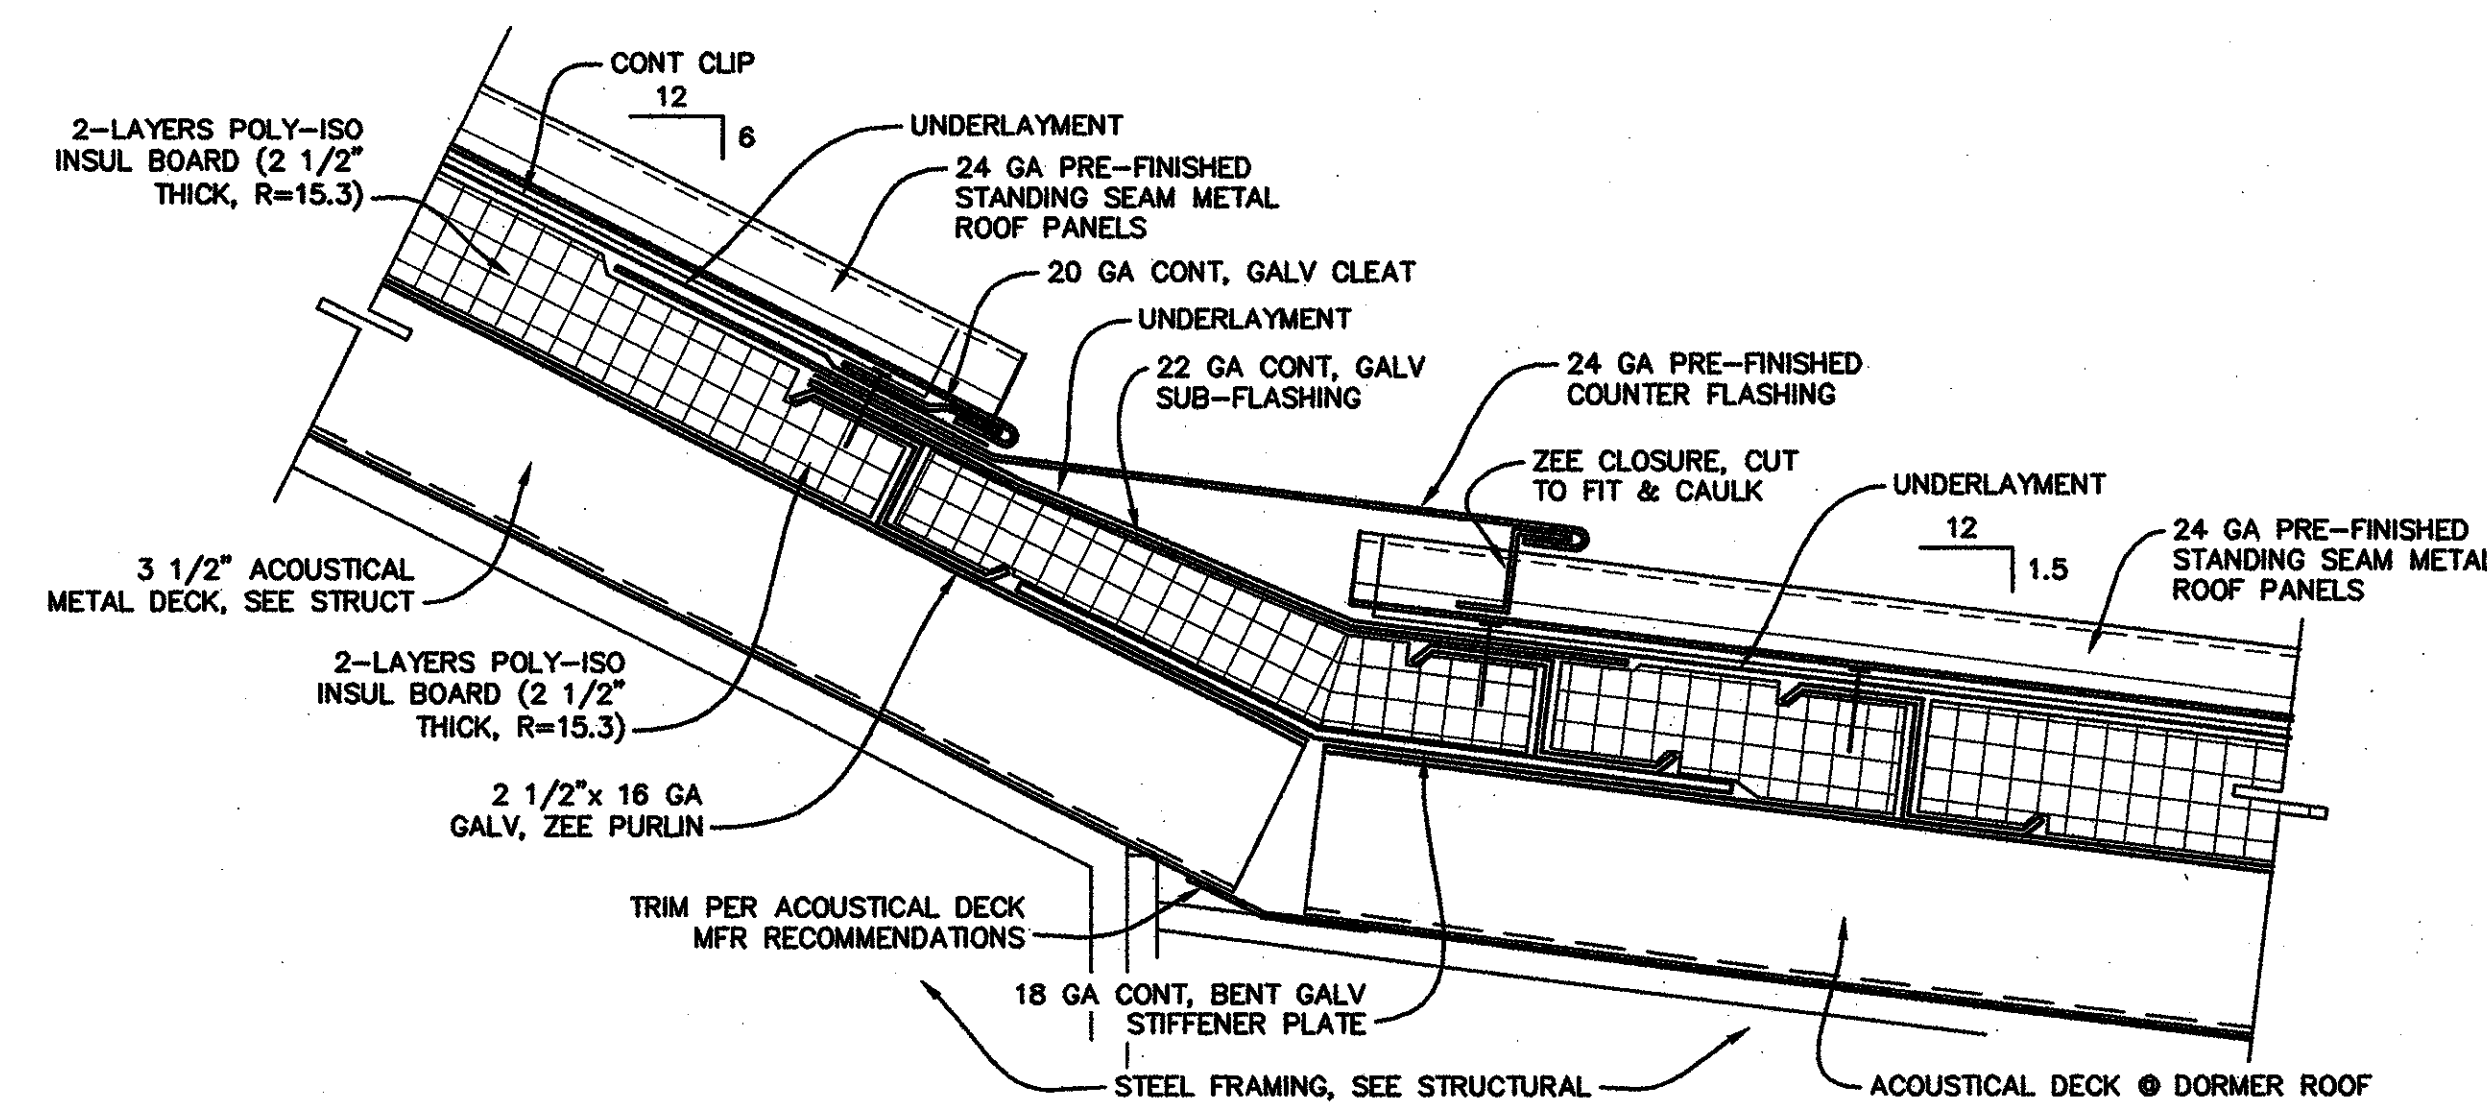 CONT CLIP
12
6
2-LAYERS POLY-ISO
INSUL BOARD (2 1/2"
THICK, R=15.3)
UNDERLAYMENT
24 GA PRE-FINISHED
STANDING SEAM METAL
ROOF PANELS
20 GA CONT, GALV CLEAT
UNDERLAYMENT
22 GA CONT, GALV
SUB-FLASHING
24 GA PRE-FINISHED
COUNTER FLASHING
ZEE CLOSURE, CUT
TO FIT & CAULK
UNDERLAYMENT
12
1.5
24 GA PRE-FINISHED
STANDING SEAM METAL
ROOF PANELS
3 1/2" ACOUSTICAL
METAL DECK, SEE STRUCT
2-LAYERS POLY-ISO
INSUL BOARD (2 1/2"
THICK, R=15.3)
2 1/2"x 16 GA
GALV, ZEE PURLIN
TRIM PER ACOUSTICAL DECK
MFR RECOMMENDATIONS
18 GA CONT, BENT GALV
STIFFENER PLATE
STEEL FRAMING, SEE STRUCTURAL
ACOUSTICAL DECK @ DORMER ROOF